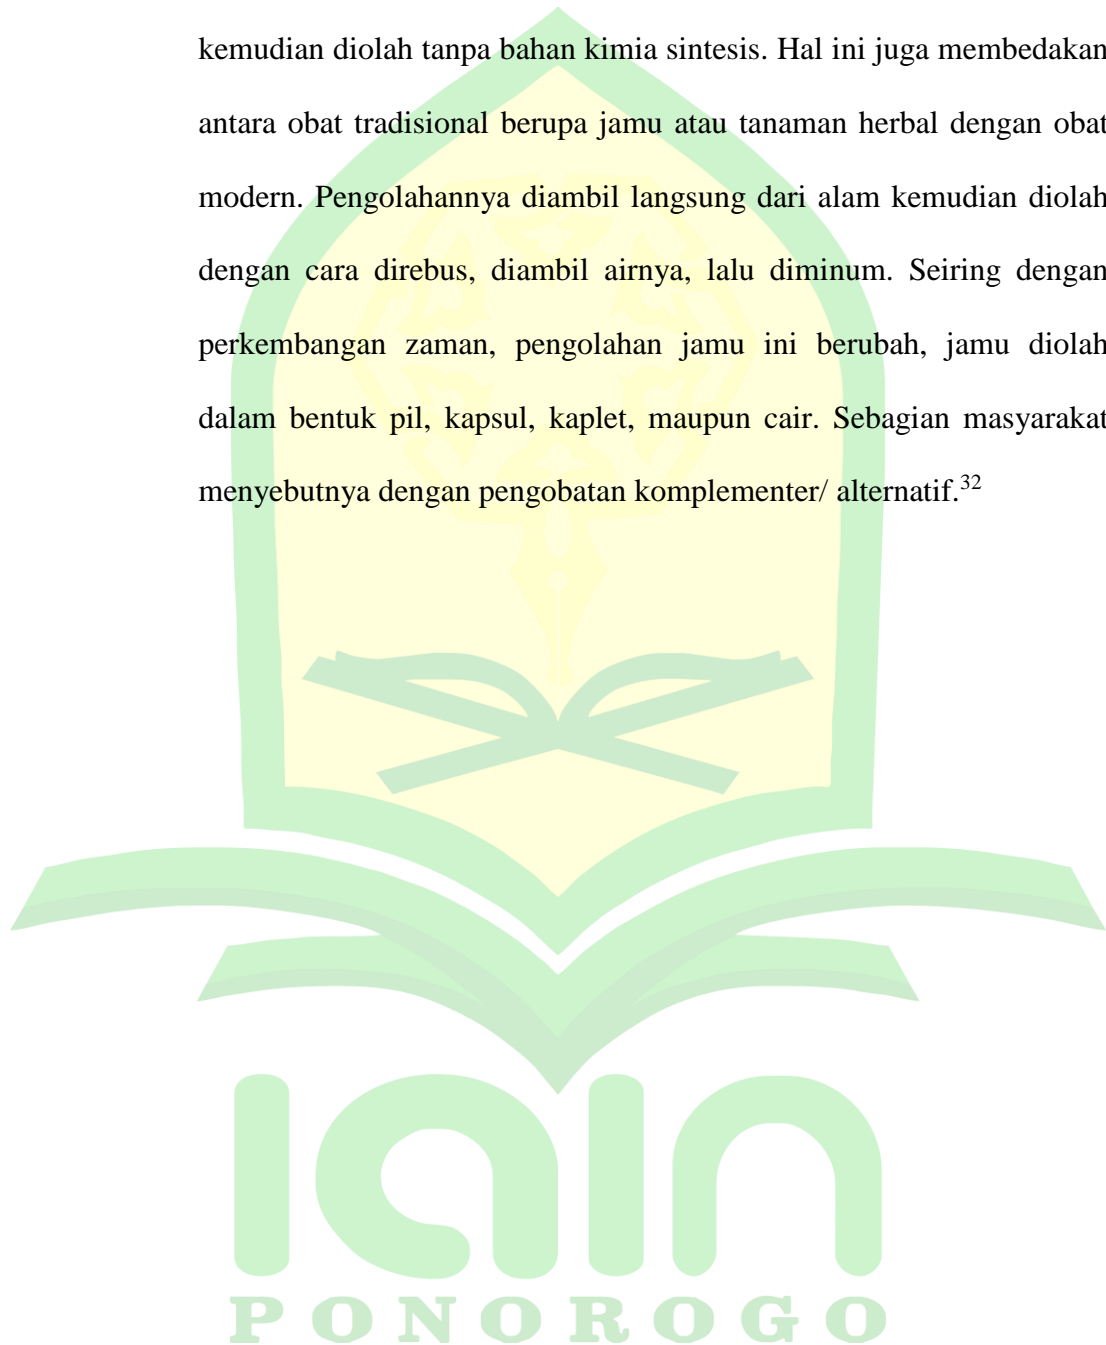 kemudian diolah tanpa bahan kimia sintesis. Hal ini juga membedakan
antara obat tradisional berupa jamu atau tanaman herbal dengan obat
modern. Pengolahannya diambil langsung dari alam kemudian diolah
dengan cara direbus, diambil airnya, lalu diminum. Seiring dengan
perkembangan zaman, pengolahan jamu ini berubah, jamu diolah
dalam bentuk pil, kapsul, kaplet, maupun cair. Sebagian masyarakat
menyebutnya dengan pengobatan komplementer/ alternatif.32
iain
PONOROGO